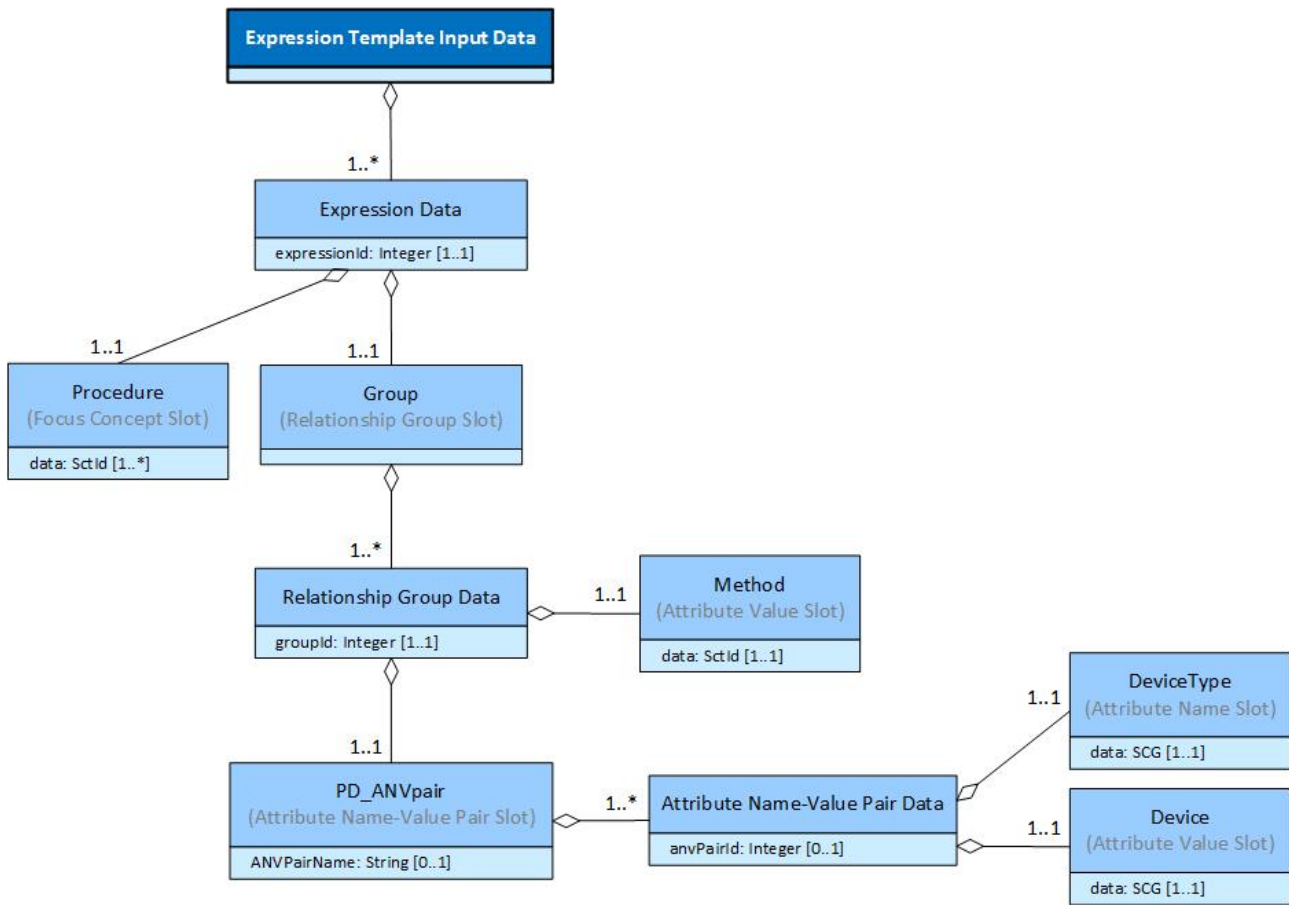 Expression Template Input Data
1..*
Expression Data
expressionId: Integer [1..1]
1..1
1..1
Procedure
(Focus Concept Slot)
data: SctId [1..*]
Group
(Relationship Group Slot)
1..*
Relationship Group Data
groupId: Integer [1..1]
1..1
Method
(Attribute Value Slot)
data: SctId [1..1]
1..1
DeviceType
(Attribute Name Slot)
data: SCG [1..1]
1..1
PD_ANVpair
(Attribute Name-Value Pair Slot)
ANVPairName: String [0..1]
1..*
Attribute Name-Value Pair Data
anvPairId: Integer [0..1]
1..1
Device
(Attribute Value Slot)
data: SCG [1..1]